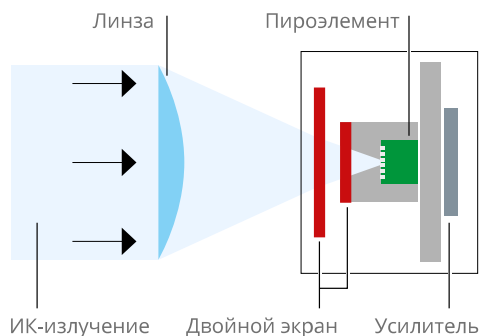 Линза
Пироэлемент
ИК-излучение
Двойной экран
Усилитель